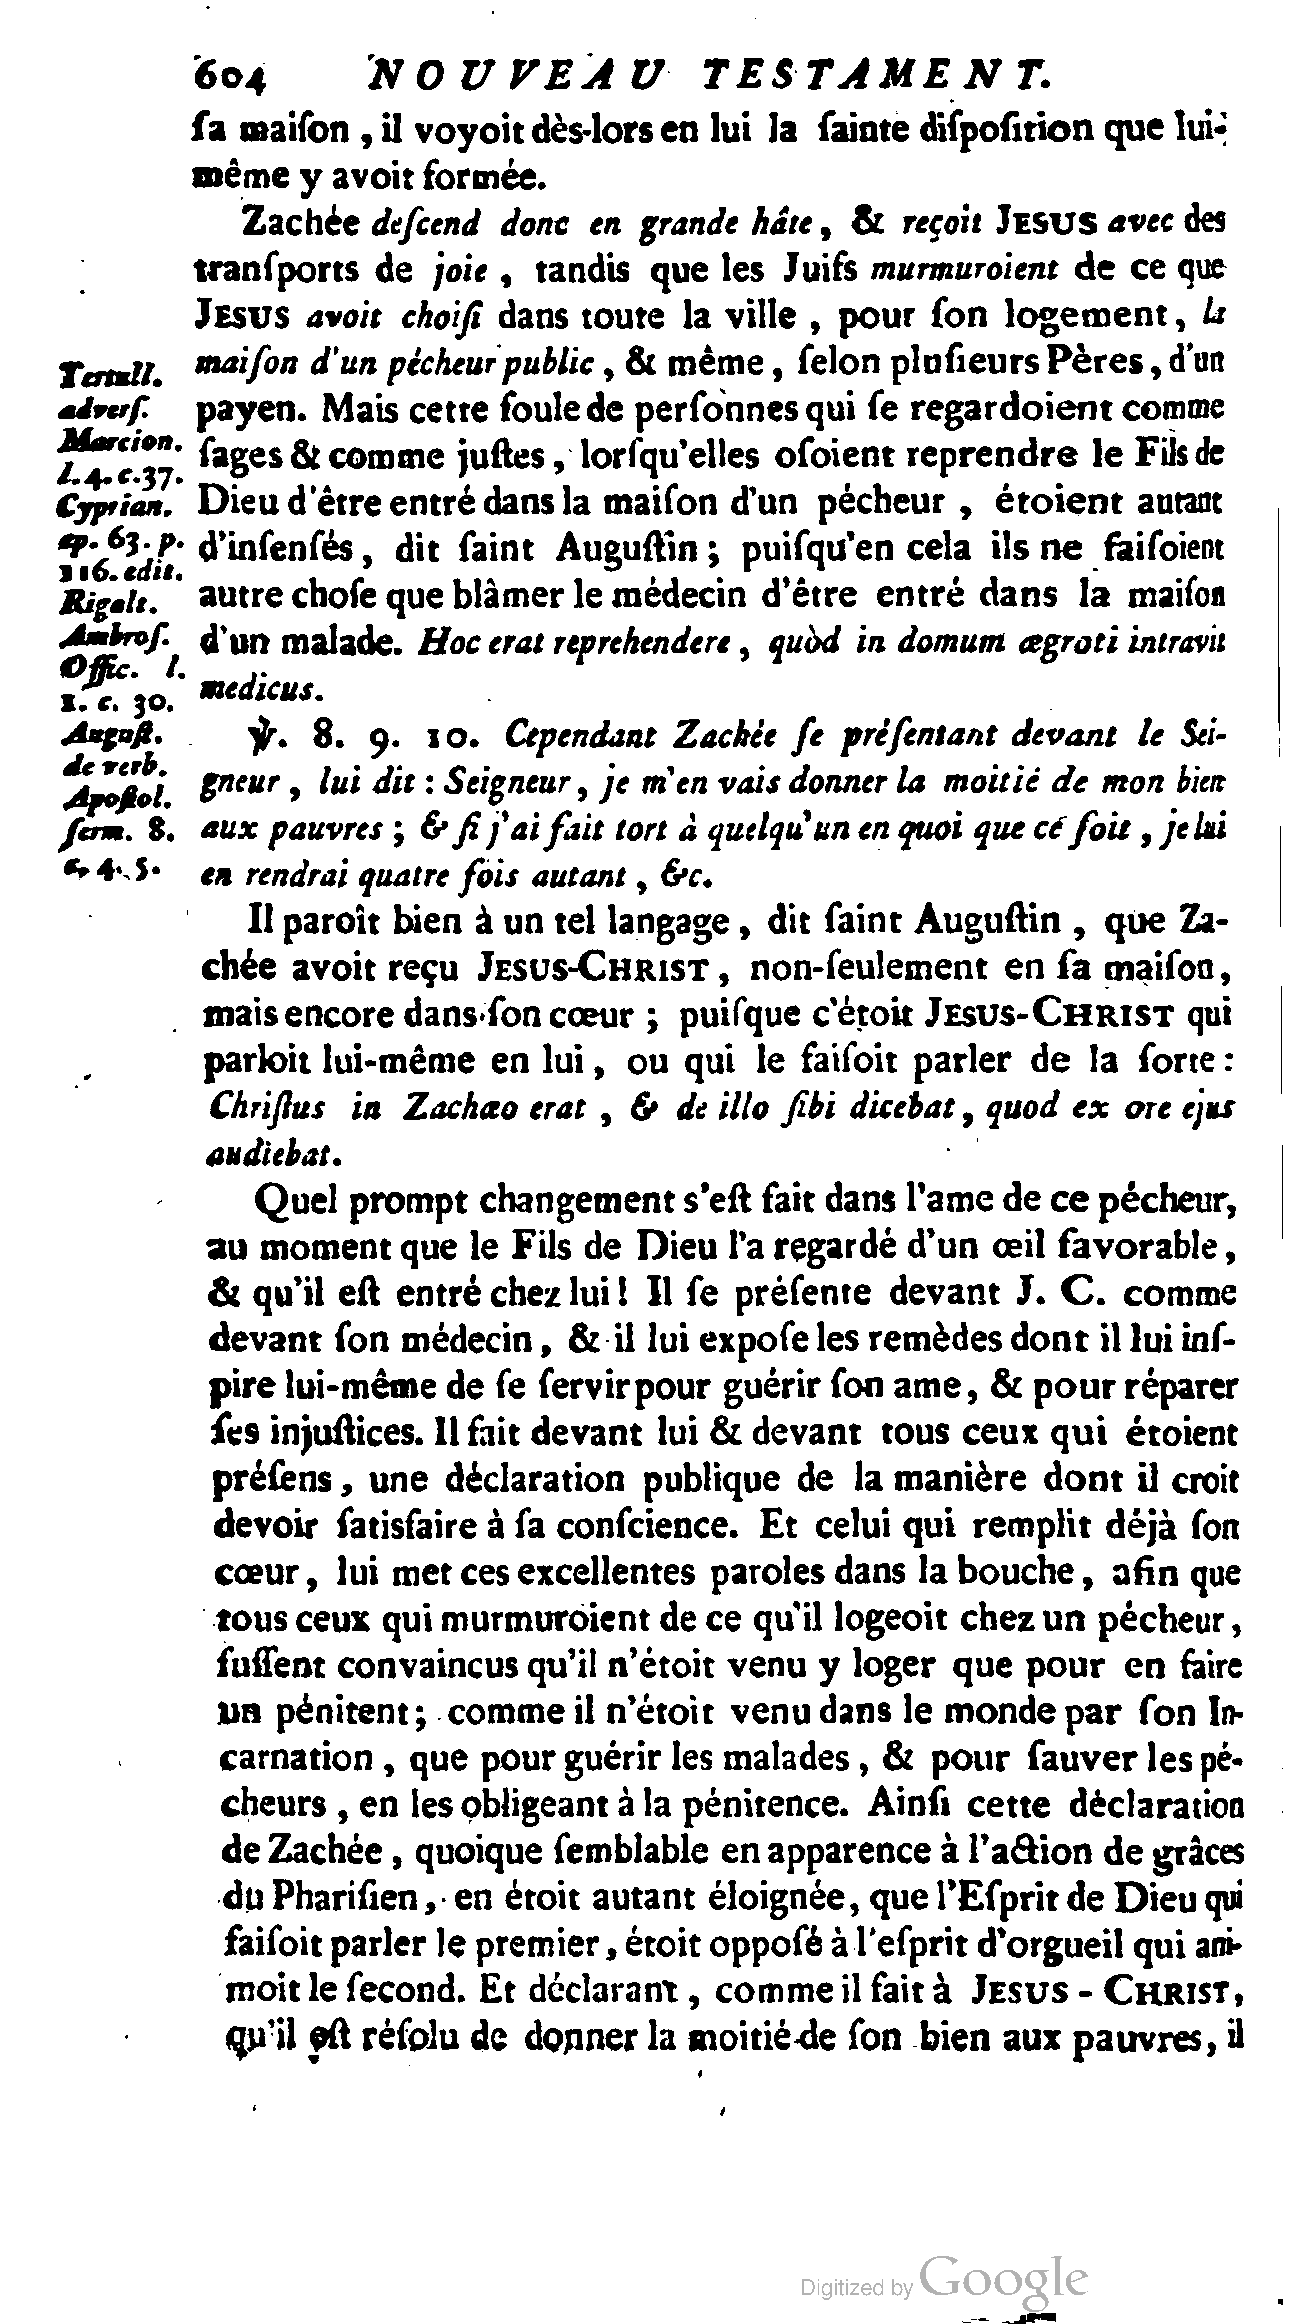 604 NOUVEAU TESTAMENT.
ſa maiſon, il voyoit dès-lors en lui la ſainte diſpoſition que lui-
même y avoit formée.
Zachée deſcend donc en grande hâte, & reçoit JESUS avec des
tranſports de joie, tandis que les Juifs murmuroient de ce que
JESUS avoit choiſi dans toute la ville, pour ſon logement, la
maiſon d'un pécheur public, & même, ſelon pluſieurs Pères, d'un
payen. Mais cette foule de perſonnes qui ſe regardoient comme
ſages & comme juſtes, lorſqu'elles oſoient reprendre le Fils de
Dieu d'être entré dans la maiſon d'un pécheur, étoient autant
d'inſenſés, dit ſaint Auguſtin; puiſqu'en cela ils ne faiſoient
autre choſe que blâmer le médecin d'être entré dans la maiſon
d'un malade. Hoc erat reprehendere, quòd in domum ægroti intravit
medicus.
Tertull.
adverſ.
Marcion.
l. 4. c. 37.
Cyprian.
ep. 63. p.
116. edit.
Rigalt.
Ambroſ.
Offic. l.
1. c. 30.
Auguſt.
de verb.
Apoſtol.
ſerm. 8.
c. 4. 5.
℣. 8. 9. 10. Cependant Zachée ſe préſentant devant le Sei-
gneur, lui dit : Seigneur, je m'en vais donner la moitié de mon bien
aux pauvres; & ſi j'ai fait tort à quelqu'un en quoi que ce ſoit, je lui
en rendrai quatre fois autant, &c.
Il paroît bien à un tel langage, dit ſaint Auguſtin, que Za-
chée avoit reçu JESUS-CHRIST, non-ſeulement en ſa maiſon,
mais encore dans ſon cœur; puiſque c'étoit JESUS-CHRIST qui
parloit lui-même en lui, ou qui le faiſoit parler de la ſorte:
Chriſtus in Zachæo erat, & de illo ſibi dicebat, quod ex ore ejus
audiebat.
Quel prompt changement s'eſt fait dans l'ame de ce pécheur,
au moment que le Fils de Dieu l'a regardé d'un œil favorable,
& qu'il eſt entré chez lui! Il ſe préſente devant J. C. comme
devant ſon médecin, & il lui expoſe les remèdes dont il lui inſ-
pire lui-même de ſe ſervir pour guérir ſon ame, & pour réparer
ſes injuſtices. Il fait devant lui & devant tous ceux qui étoient
préſens, une déclaration publique de la manière dont il croit
devoir ſatisfaire à ſa conſcience. Et celui qui remplit déjà ſon
cœur, lui met ces excellentes paroles dans la bouche, afin que
tous ceux qui murmuroient de ce qu'il logeoit chez un pécheur,
fuſſent convaincus qu'il n'étoit venu y loger que pour en faire
un pénitent; comme il n'étoit venu dans le monde par ſon In-
carnation, que pour guérir les malades, & pour ſauver les pé-
cheurs, en les obligeant à la pénitence. Ainſi cette déclaration
de Zachée, quoique ſemblable en apparence à l'action de grâces
du Phariſien, en étoit autant éloignée, que l'Eſprit de Dieu qui
faiſoit parler le premier, étoit oppoſé à l'eſprit d'orgueil qui ani-
moit le ſecond. Et déclarant, comme il fait à JESUS-CHRIST,
qu'il eſt réſolu de donner la moitié de ſon bien aux pauvres, il
Digitized by Google